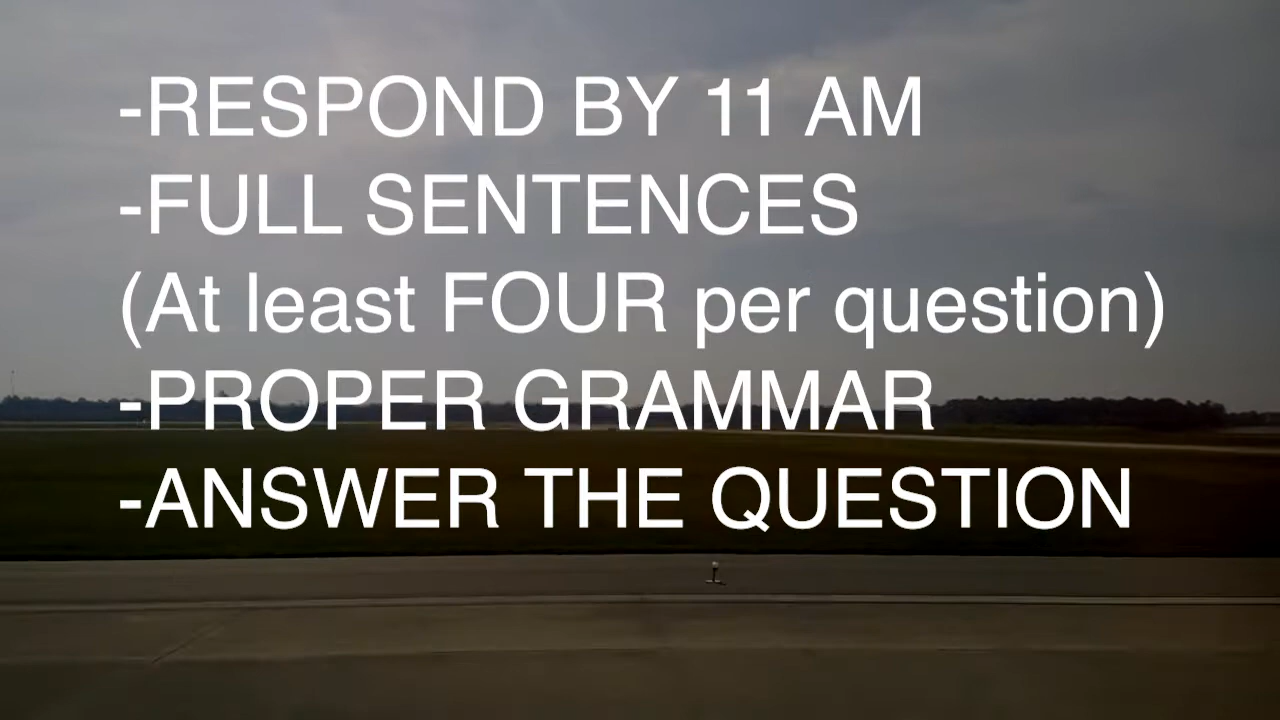 -RESPOND BY 11 AM
-FULL SENTENCES
(At least FOUR per question)
-PROPER GRAMMAR
-ANSWER THE QUESTION